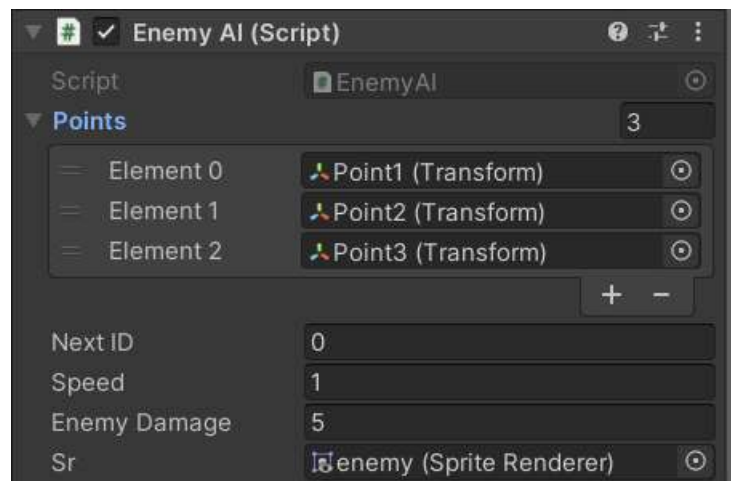 Enemy AI (Script)
Script EnemyAI
Points 3
Element 0 Point1 (Transform)
Element 1 Point2 (Transform)
Element 2 Point3 (Transform)
+ −
Next ID 0
Speed 1
Enemy Damage 5
Sr enemy (Sprite Renderer)